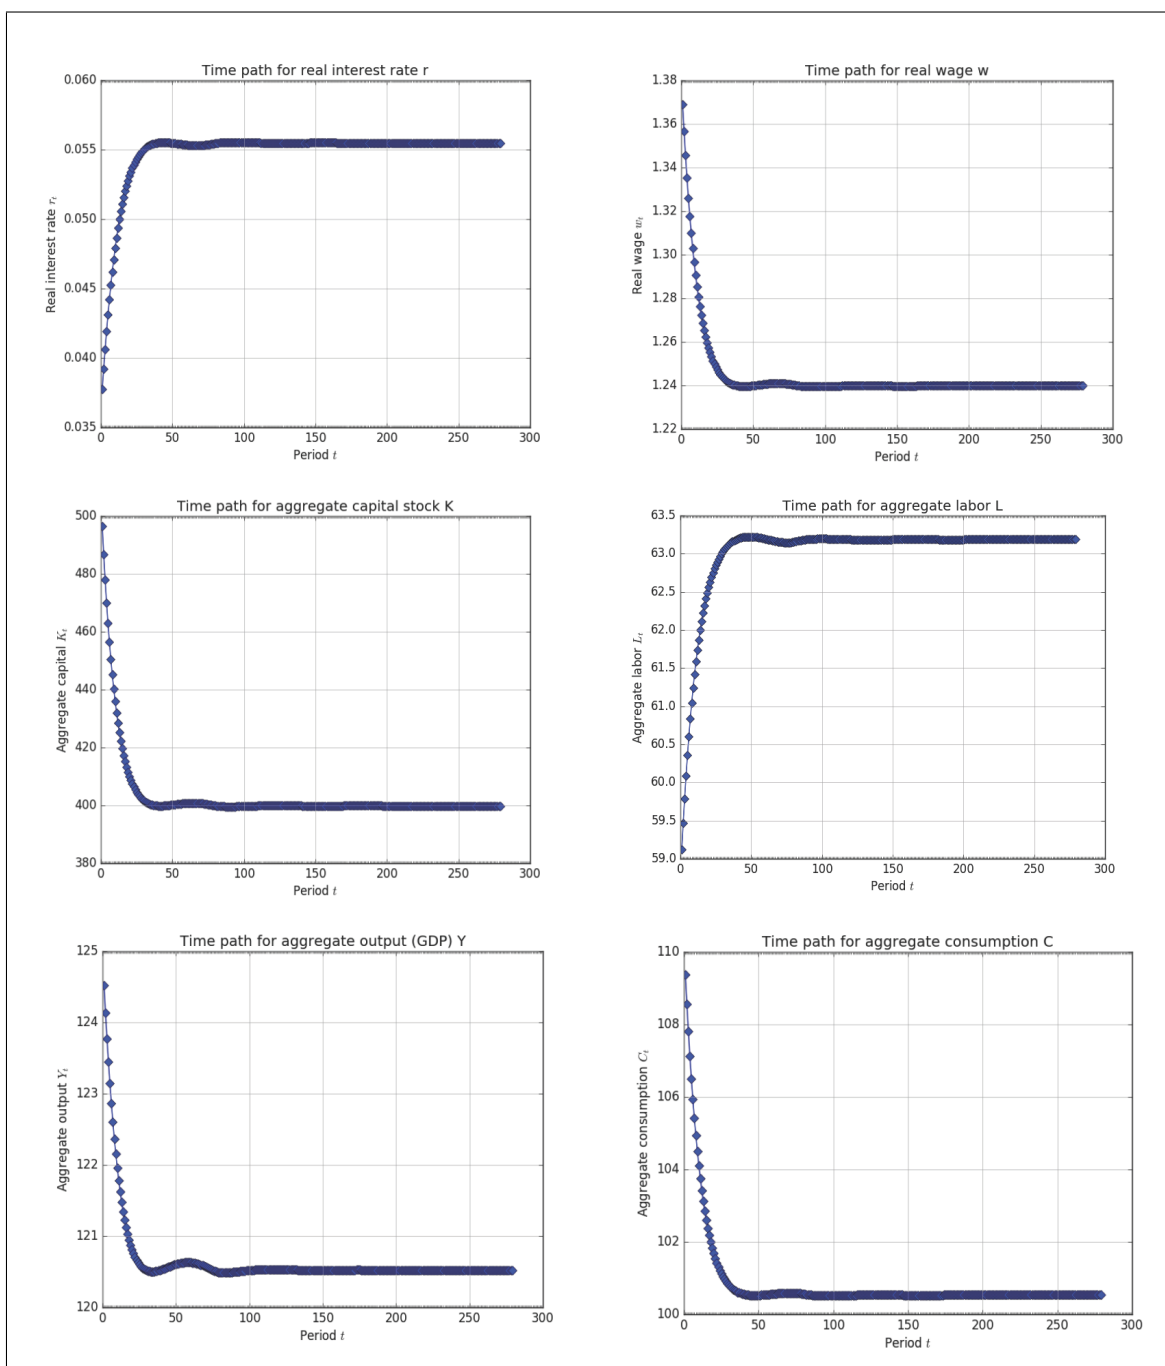 Time path for real interest rate r
0.060
0.055
0.050
0.045
0.040
0.035
Real interest rate r_t
0 50 100 150 200 250 300
Period t
Time path for real wage w
1.38
1.36
1.34
1.32
1.30
1.28
1.26
1.24
1.22
Real wage w_t
0 50 100 150 200 250 300
Period t
Time path for aggregate capital stock K
500
480
460
440
420
400
380
Aggregate capital K_t
0 50 100 150 200 250 300
Period t
Time path for aggregate labor L
63.5
63.0
62.5
62.0
61.5
61.0
60.5
60.0
59.5
59.0
Aggregate labor L_t
0 50 100 150 200 250 300
Period t
Time path for aggregate output (GDP) Y
125
124
123
122
121
120
Aggregate output Y_t
0 50 100 150 200 250 300
Period t
Time path for aggregate consumption C
110
108
106
104
102
100
Aggregate consumption C_t
0 50 100 150 200 250 300
Period t